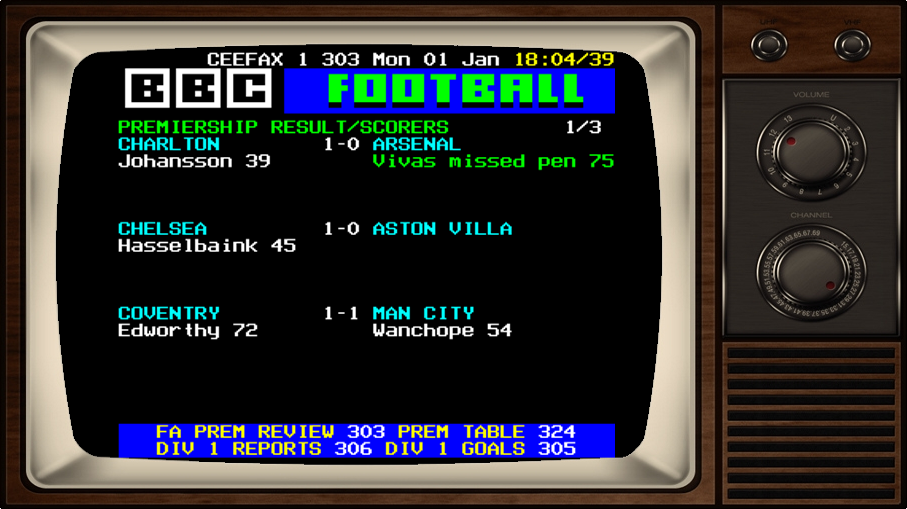 CEEFAX 1 303 Mon 01 Jan 18:04/39
BBC FOOTBALL
PREMIERSHIP RESULT/SCORERS 1/3
CHARLTON 1-0 ARSENAL
Johansson 39 Vivas missed pen 75
CHELSEA 1-0 ASTON VILLA
Hasselbaink 45
COVENTRY 1-1 MAN CITY
Edworthy 72 Wanchope 54
FA PREM REVIEW 303 PREM TABLE 324
DIV 1 REPORTS 306 DIV 1 GOALS 305
UHF VHF
VOLUME
CHANNEL